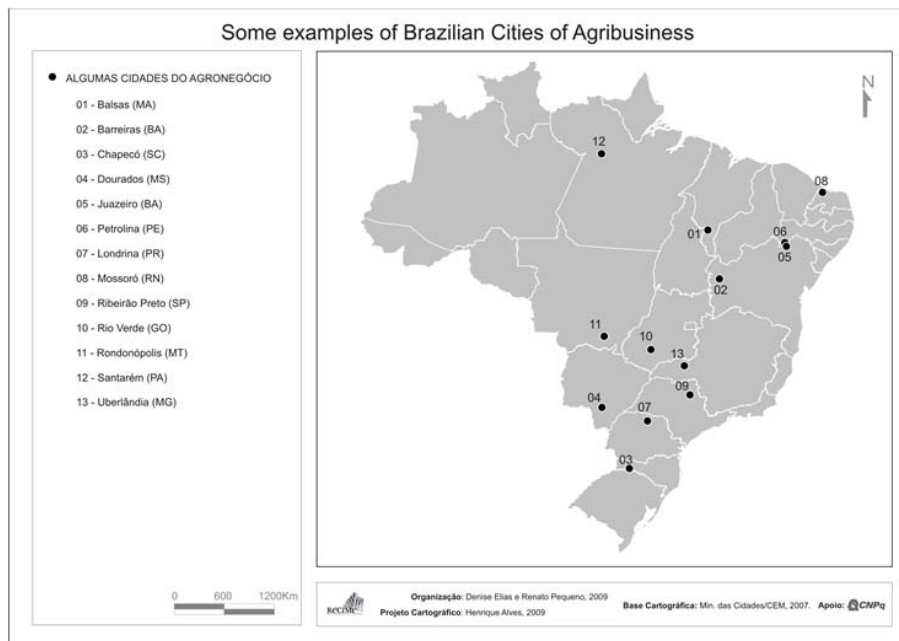 Some examples of Brazilian Cities of Agribusiness
ALGUMAS CIDADES DO AGRONEGÓCIO
01 - Balsas (MA)
02 - Barreiras (BA)
03 - Chapecó (SC)
04 - Dourados (MS)
05 - Juazeiro (BA)
06 - Petrolina (PE)
07 - Londrina (PR)
08 - Mossoró (RN)
09 - Ribeirão Preto (SP)
10 - Rio Verde (GO)
11 - Rondonópolis (MT)
12 - Santarém (PA)
13 - Uberlândia (MG)
0 600 1200Km
N
12
08
01
06
05
02
11
10
13
09
04
07
03
RECIME
Organização: Denise Elias e Renato Pequeno, 2009
Projeto Cartográfico: Henrique Alves, 2009
Base Cartográfica: Min. das Cidades/CEM, 2007. Apoio: CNPq